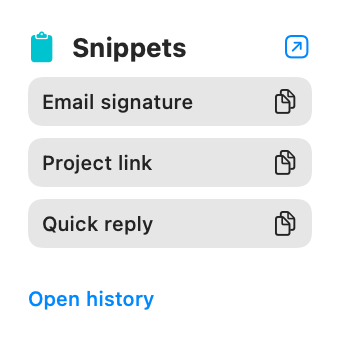 Snippets
Email signature
Project link
Quick reply
Open history